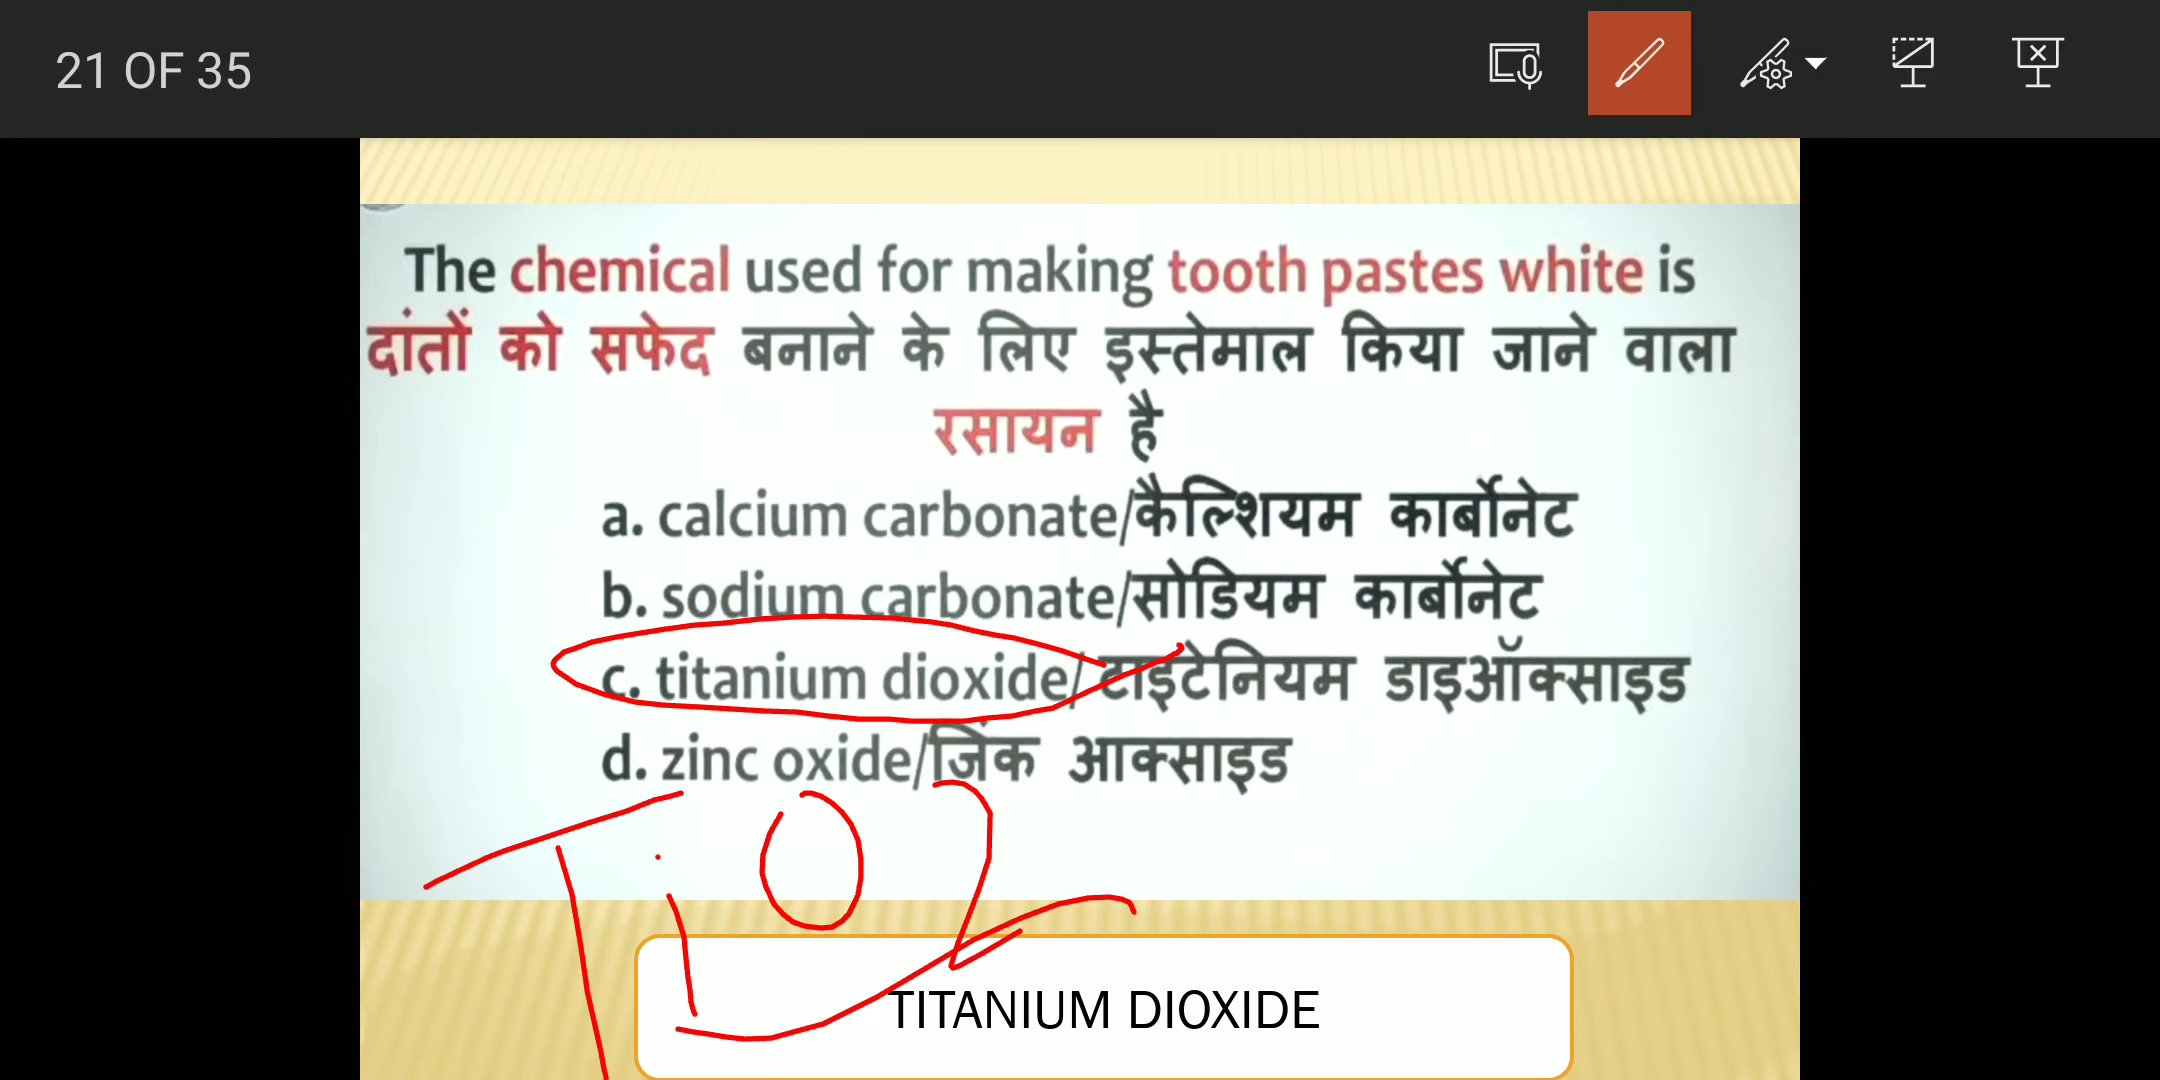 21 OF 35
The chemical used for making tooth pastes white is
दांतों को सफेद बनाने के लिए इस्तेमाल किया जाने वाला
रसायन है
a. calcium carbonate/कैल्शियम कार्बोनेट
b. sodium carbonate/सोडियम कार्बोनेट
c. titanium dioxide/ टाइटेनियम डाइऑक्साइड
d. zinc oxide/जिंक आक्साइड
TiO2
TITANIUM DIOXIDE